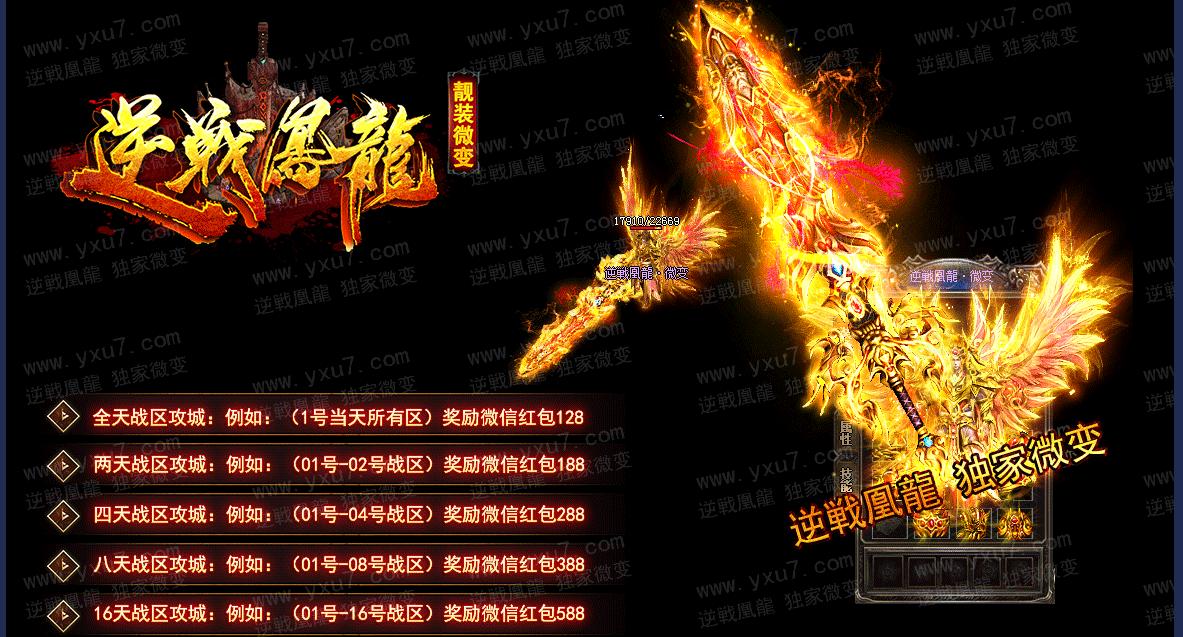 逆戰鳳龍
靓装微变
17910/22669
逆戰凰龍·微变
逆戰凰龍·微变
属性
技能
逆戰凰龍 独家微变
全天战区攻城：例如：（1号当天所有区）奖励微信红包128
两天战区攻城：例如：（01号-02号战区）奖励微信红包188
四天战区攻城：例如：（01号-04号战区）奖励微信红包288
八天战区攻城：例如：（01号-08号战区）奖励微信红包388
16天战区攻城：例如：（01号-16号战区）奖励微信红包588
www.yxu7.com
逆戰凰龍 独家微变